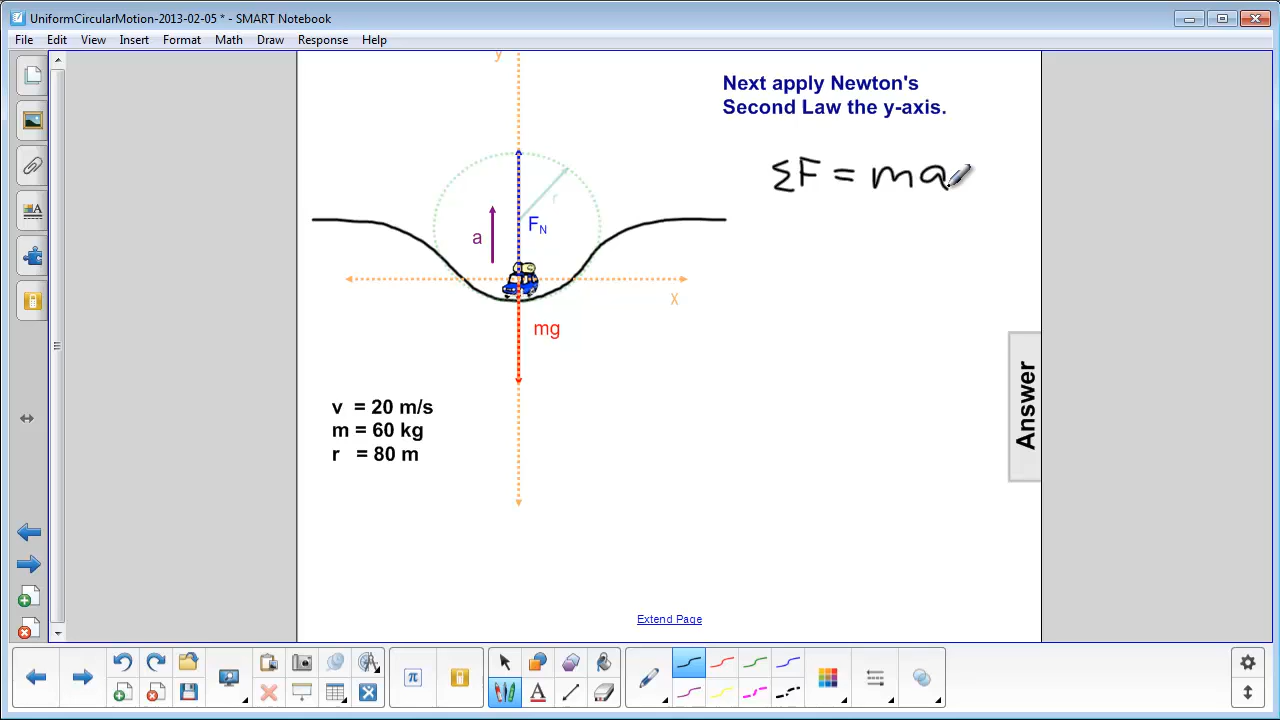 UniformCircularMotion-2013-02-05 * - SMART Notebook
File Edit View Insert Format Math Draw Response Help
y
Next apply Newton's
Second Law the y-axis.
ΣF = ma
r
F_N
a
x
mg
v = 20 m/s
m = 60 kg
r = 80 m
Answer
Extend Page
π
A